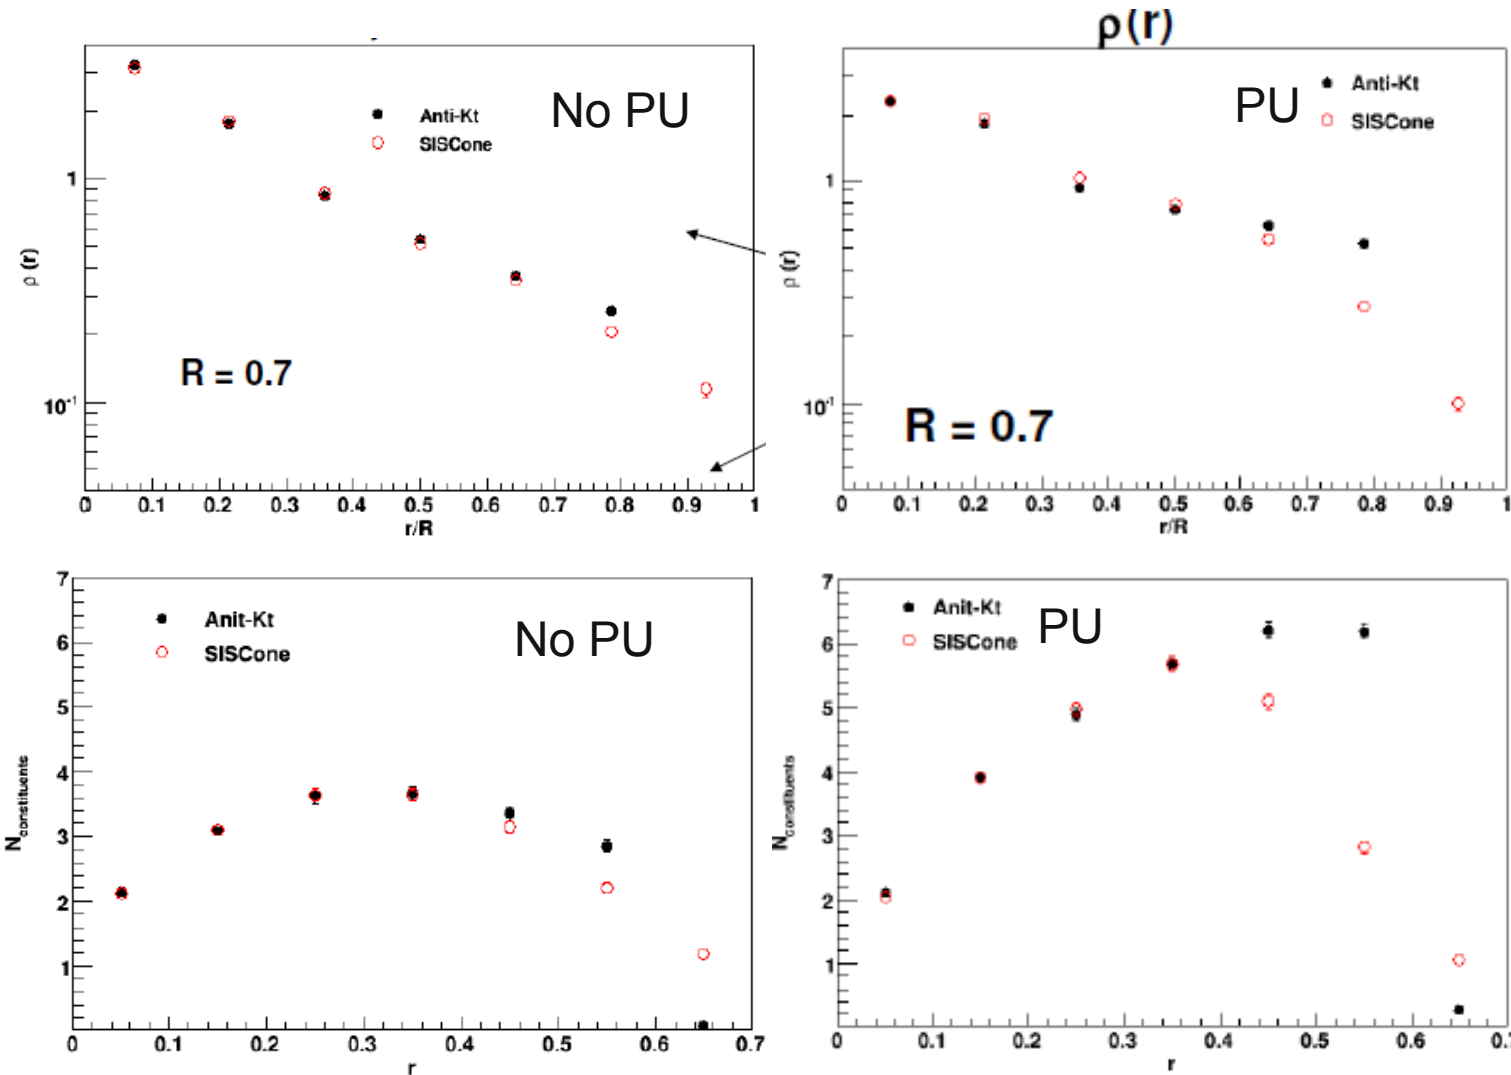 ρ(r)
Anti-Kt
SISCone
No PU
1
10⁻¹
ρ (r)
R = 0.7
0 0.1 0.2 0.3 0.4 0.5 0.6 0.7 0.8 0.9 1
r/R
Anti-Kt
SISCone
PU
1
10⁻¹
ρ (r)
R = 0.7
0 0.1 0.2 0.3 0.4 0.5 0.6 0.7 0.8 0.9 1
r/R
7
Anit-Kt
SISCone
No PU
6
5
4
3
2
1
Nconstituents
0 0.1 0.2 0.3 0.4 0.5 0.6 0.7
r
7
Anit-Kt
SISCone
PU
6
5
4
3
2
1
Nconstituents
0 0.1 0.2 0.3 0.4 0.5 0.6
r